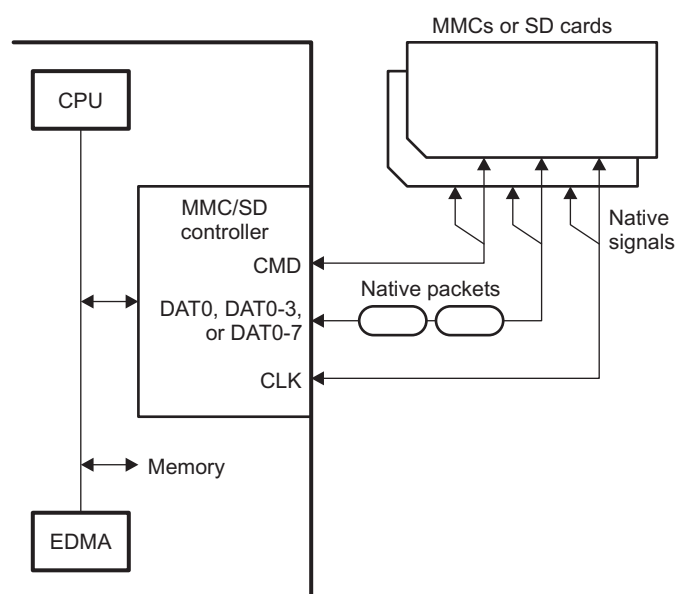 MMCs or SD cards
CPU
MMC/SD
controller
Native
signals
CMD
Native packets
DAT0, DAT0-3,
or DAT0-7
CLK
Memory
EDMA